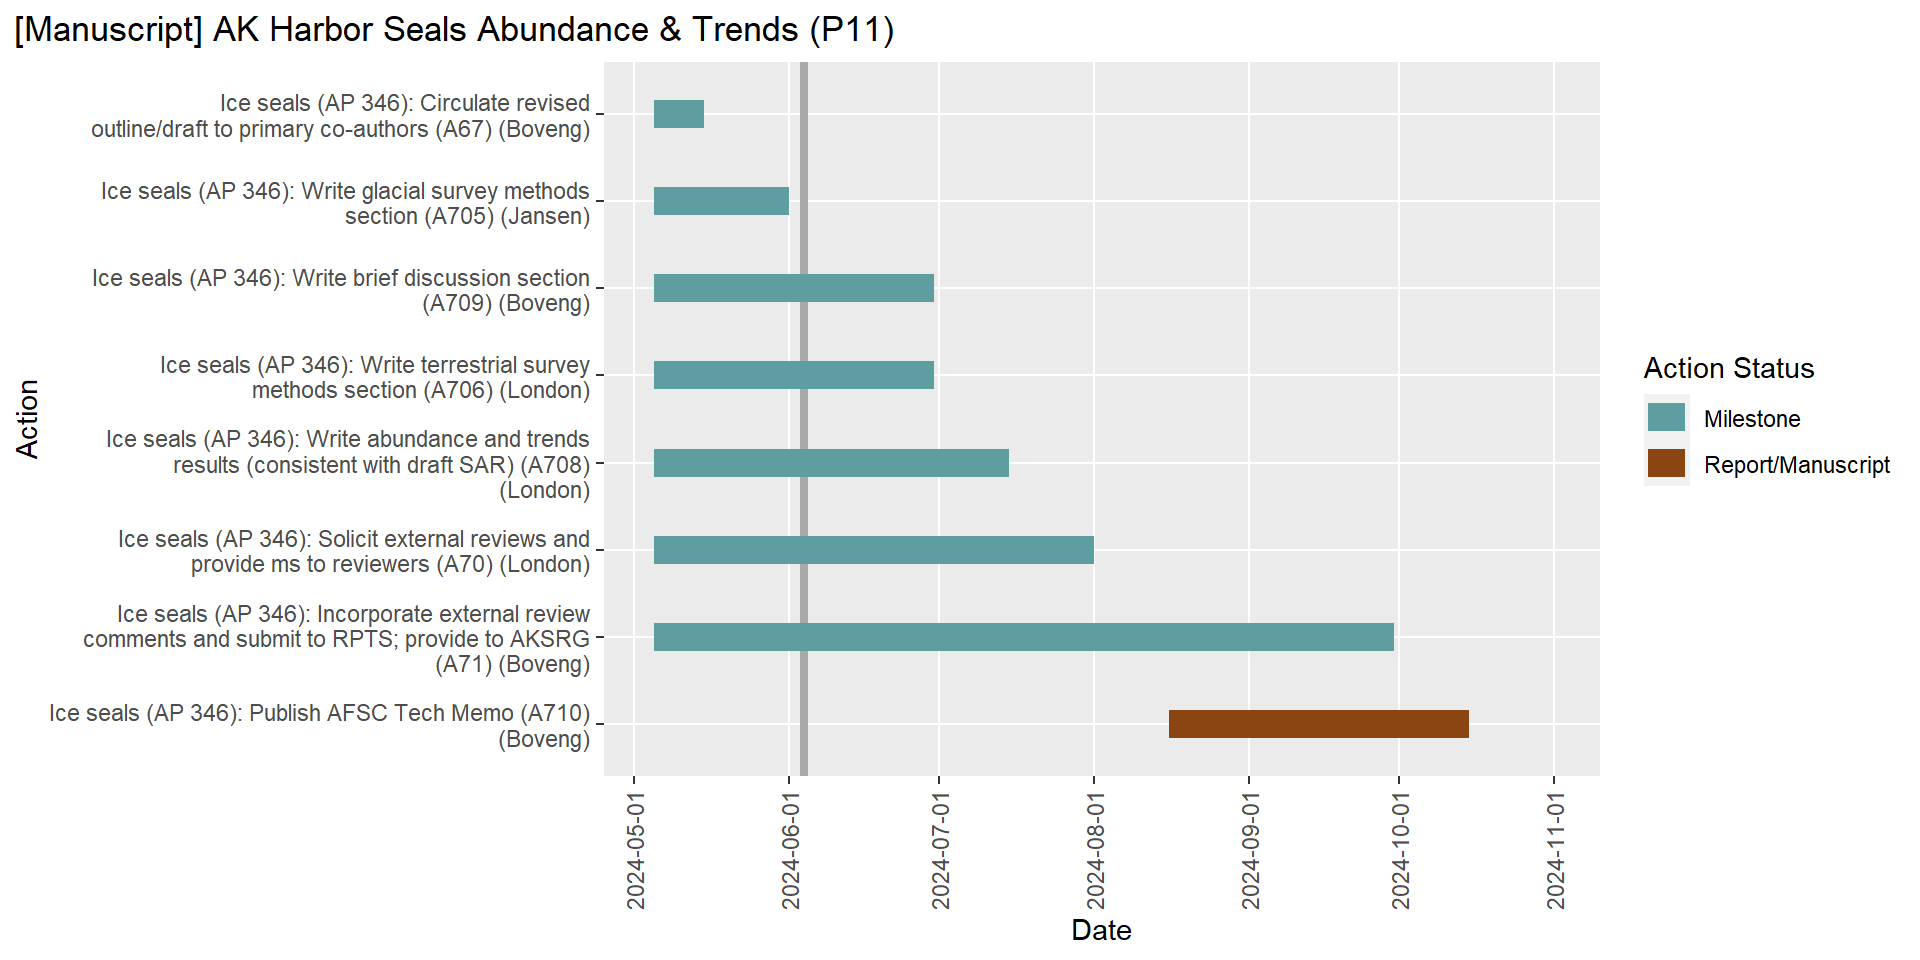 [Manuscript] AK Harbor Seals Abundance & Trends (P11)
Ice seals (AP 346): Circulate revised
outline/draft to primary co-authors (A67) (Boveng)
Ice seals (AP 346): Write glacial survey methods
section (A705) (Jansen)
Ice seals (AP 346): Write brief discussion section
(A709) (Boveng)
Ice seals (AP 346): Write terrestrial survey
methods section (A706) (London)
Ice seals (AP 346): Write abundance and trends
results (consistent with draft SAR) (A708)
(London)
Ice seals (AP 346): Solicit external reviews and
provide ms to reviewers (A70) (London)
Ice seals (AP 346): Incorporate external review
comments and submit to RPTS; provide to AKSRG
(A71) (Boveng)
Ice seals (AP 346): Publish AFSC Tech Memo (A710)
(Boveng)
Action
2024-05-01
2024-06-01
2024-07-01
2024-08-01
2024-09-01
2024-10-01
2024-11-01
Date
Action Status
Milestone
Report/Manuscript